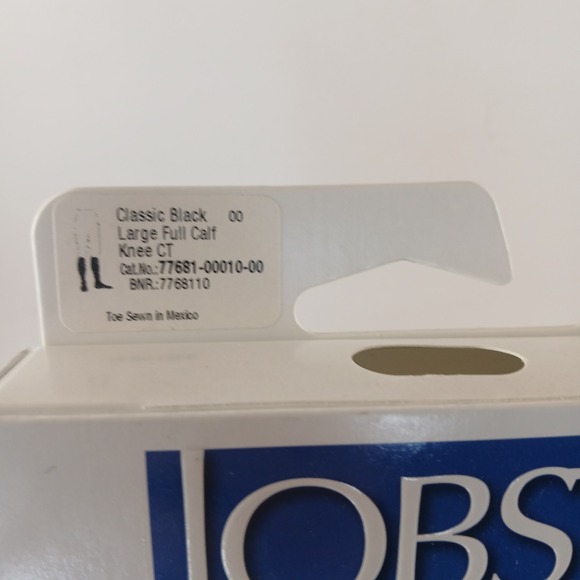 Classic Black 00
Large Full Calf
Knee CT
Cat.No.:77681-00010-00
BNR.:7768110
Toe Sewn in Mexico
JOBST